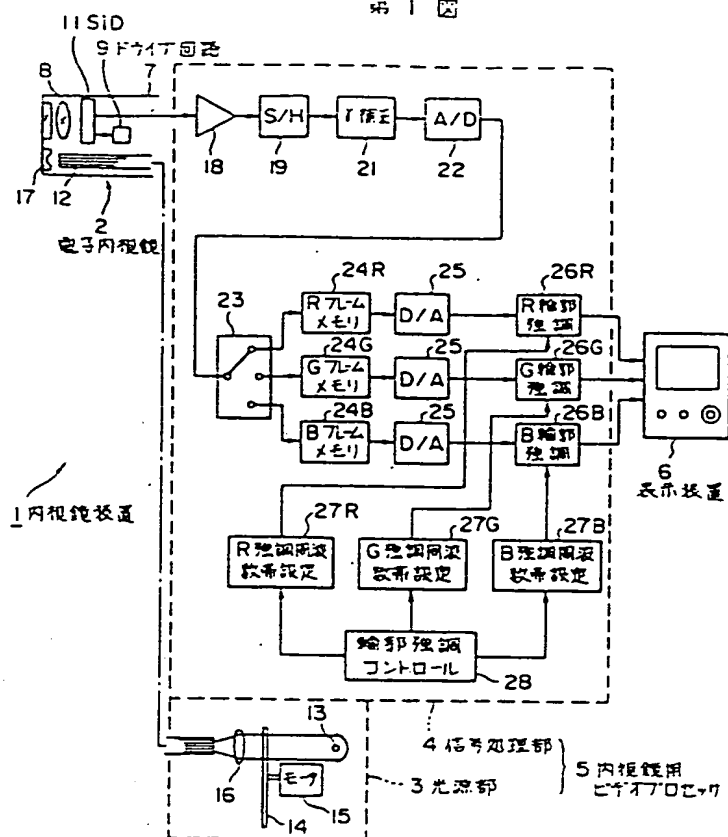 第 1 図
11 SiD
9 ドライブ回路
8
7
S/H
γ補正
A/D
18
19
21
22
17
12
2
電子内視鏡
24R
25
26R
23
Rフレーム
メモリ
D/A
R輪郭
強調
24G
25
26G
Gフレーム
メモリ
D/A
G輪郭
強調
24B
25
26B
Bフレーム
メモリ
D/A
B輪郭
強調
6
表示装置
1 内視鏡装置
27R
27G
27B
R強調周波
数帯設定
G強調周波
数帯設定
B強調周波
数帯設定
輪郭強調
コントロール
28
13
4 信号処理部
16
モータ
3 光源部
5 内視鏡用
ビデオプロセッサ
15
14